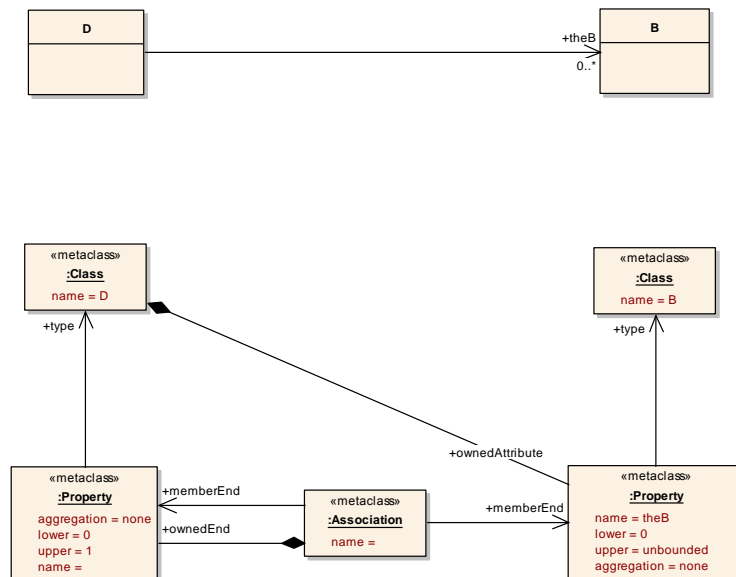 D
B
+theB
0..*
«metaclass»
:Class
name = D
«metaclass»
:Class
name = B
+type
+type
+ownedAttribute
«metaclass»
:Property
aggregation = none
lower = 0
upper = 1
name =
+memberEnd
+ownedEnd
«metaclass»
:Association
name =
+memberEnd
«metaclass»
:Property
name = theB
lower = 0
upper = unbounded
aggregation = none